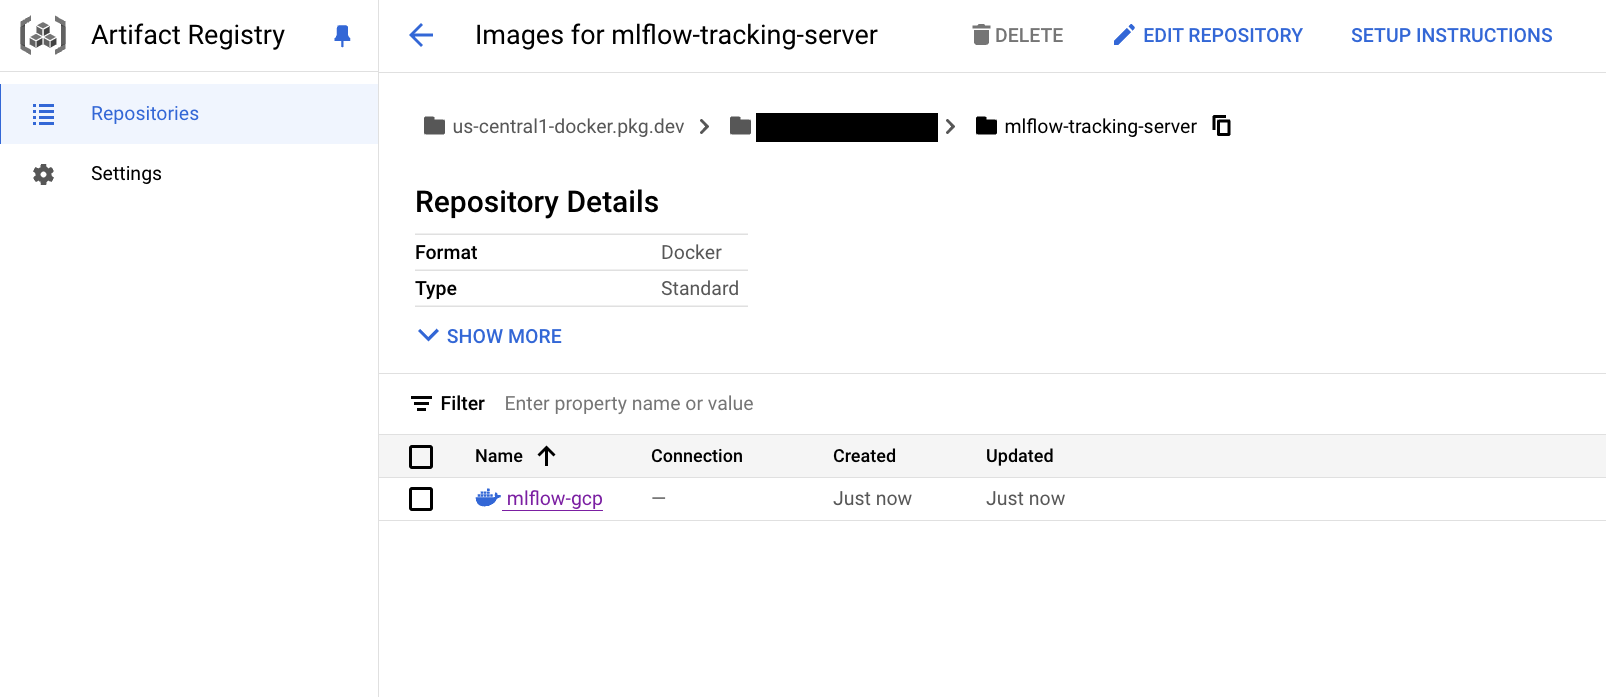 Artifact Registry
Images for mlflow-tracking-server
DELETE
EDIT REPOSITORY
SETUP INSTRUCTIONS
Repositories
Settings
us-central1-docker.pkg.dev
mlflow-tracking-server
Repository Details
Format Docker
Type Standard
SHOW MORE
Filter Enter property name or value
Name Connection Created Updated
mlflow-gcp — Just now Just now